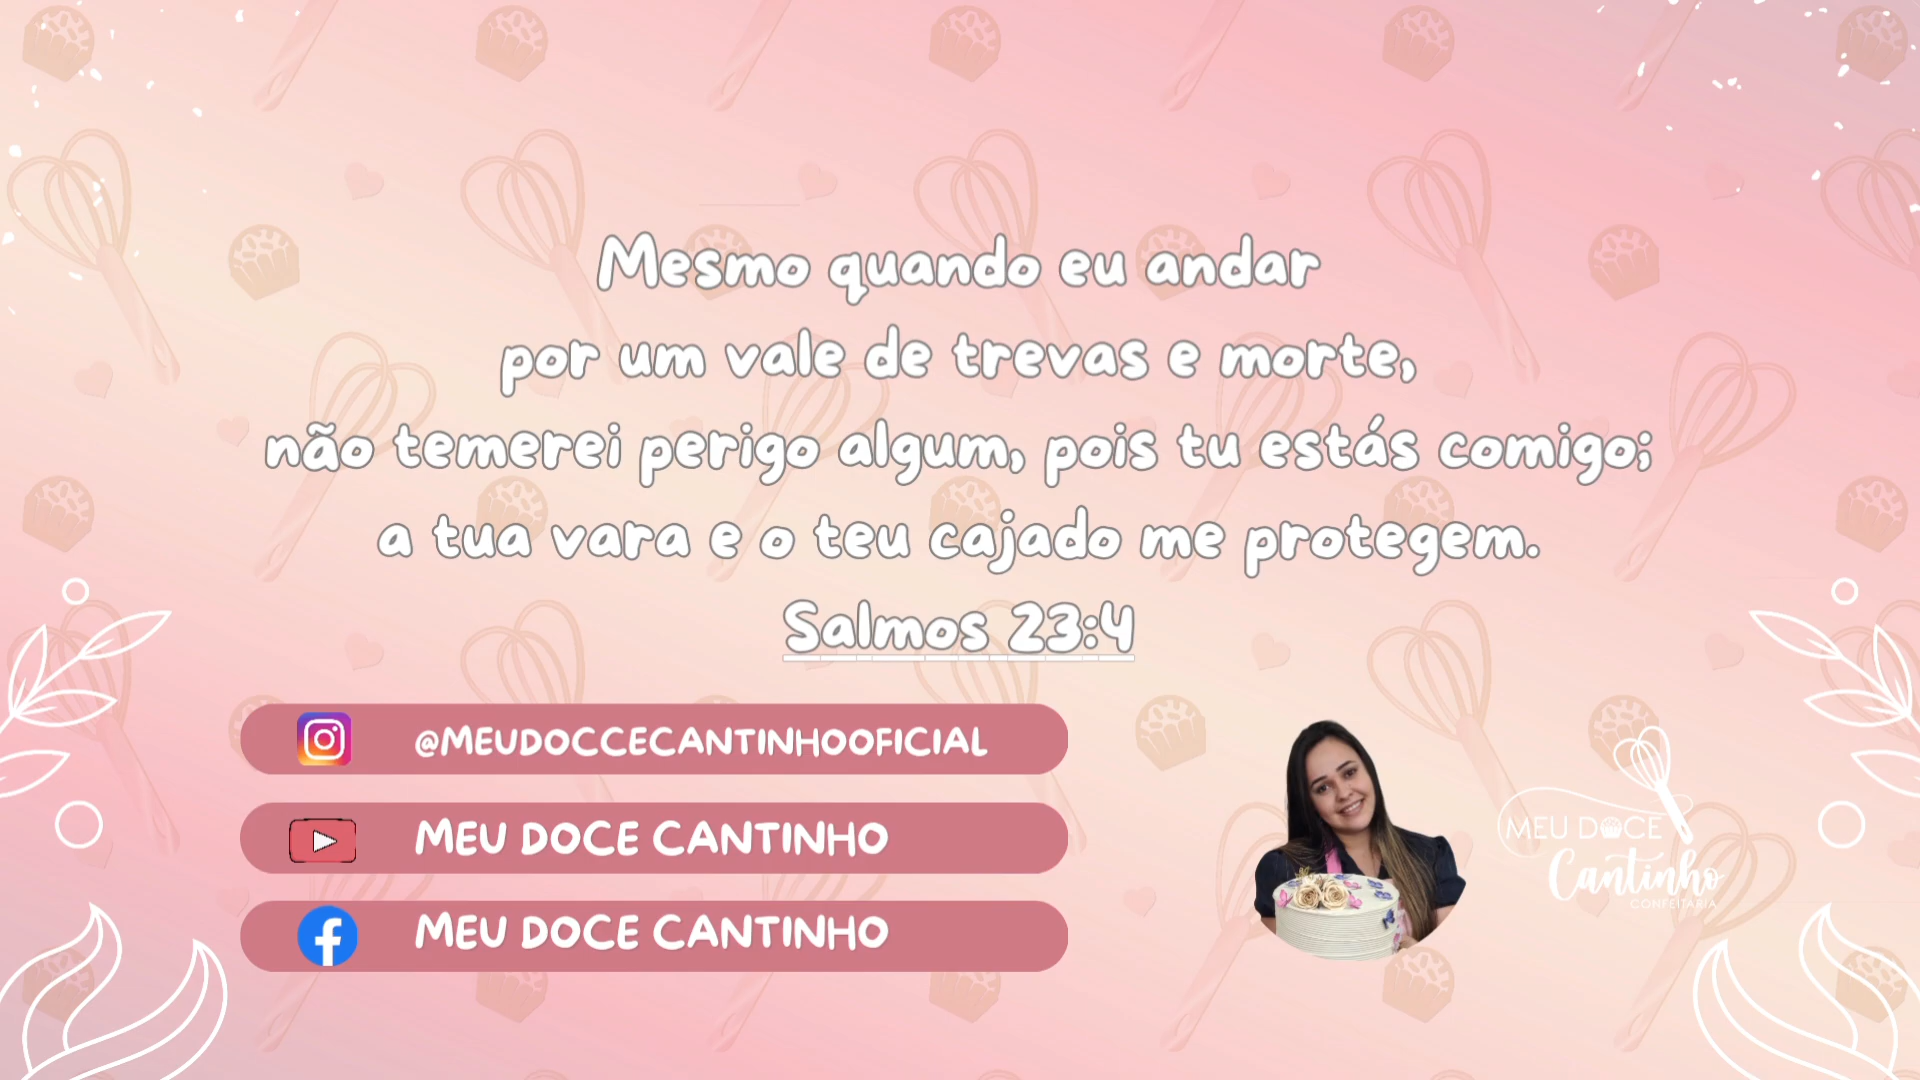 Mesmo quando eu andar
por um vale de trevas e morte,
não temerei perigo algum, pois tu estás comigo;
a tua vara e o teu cajado me protegem.
Salmos 23:4
@MEUDOCCECANTINHOOFICIAL
MEU DOCE CANTINHO
MEU DOCE CANTINHO
MEU DOCE
Cantinho
CONFEITARIA